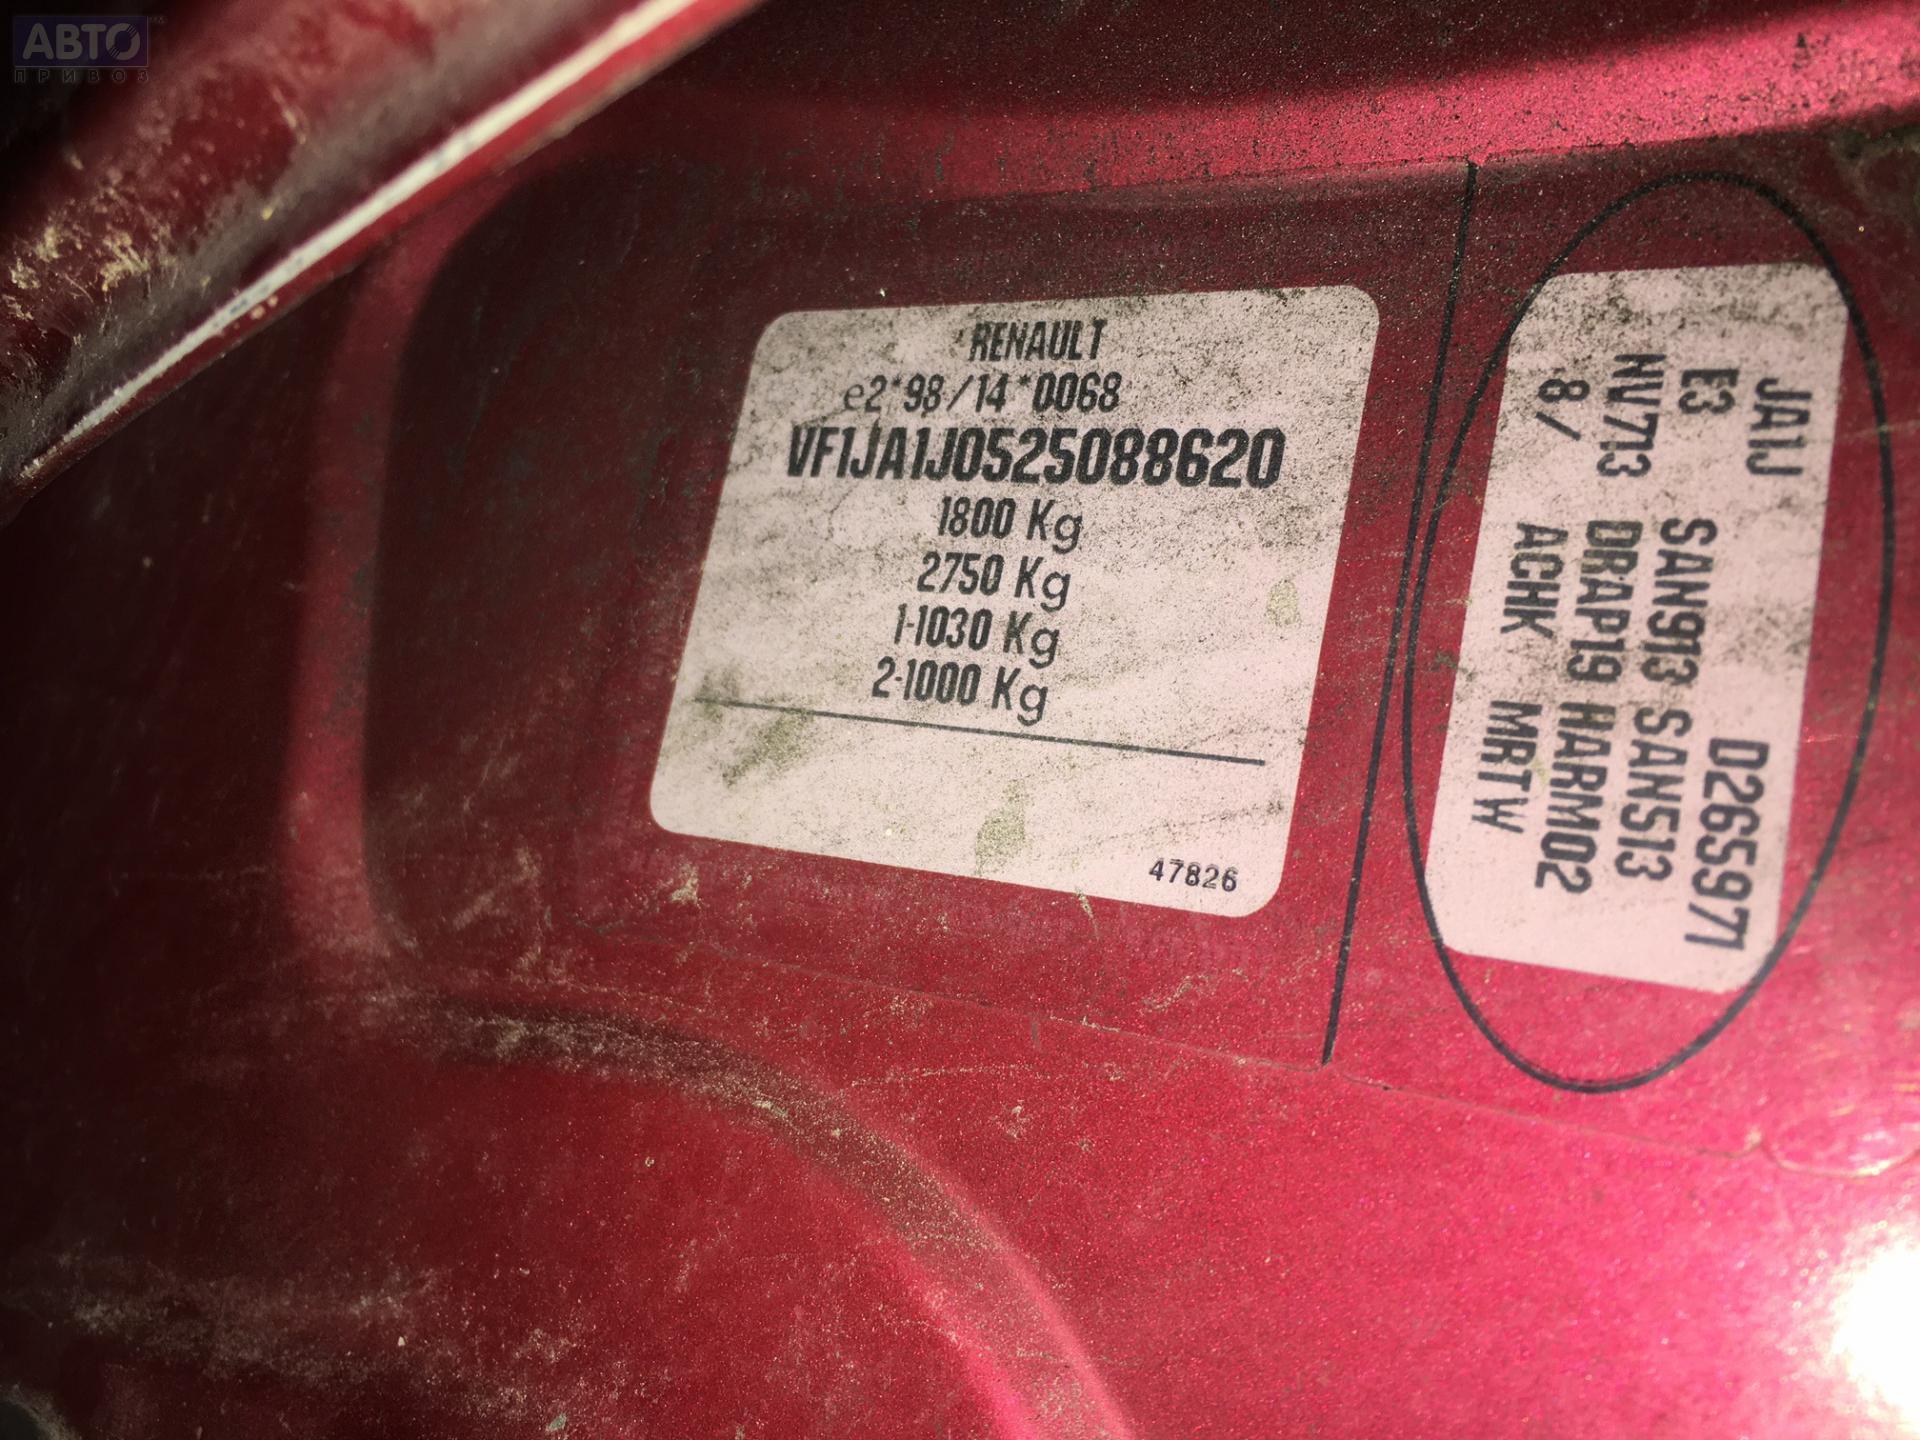 АВТО
ПРИВОЗ
RENAULT
e2*98/14*0068
VF1JA1J0525088620
1800 Kg
2750 Kg
1-1030 Kg
2-1000 Kg
47826
JA1J D265971
E3 SAN913 SAN513
NV713 DRAP19 HARM02
8/ ACHK MRTW